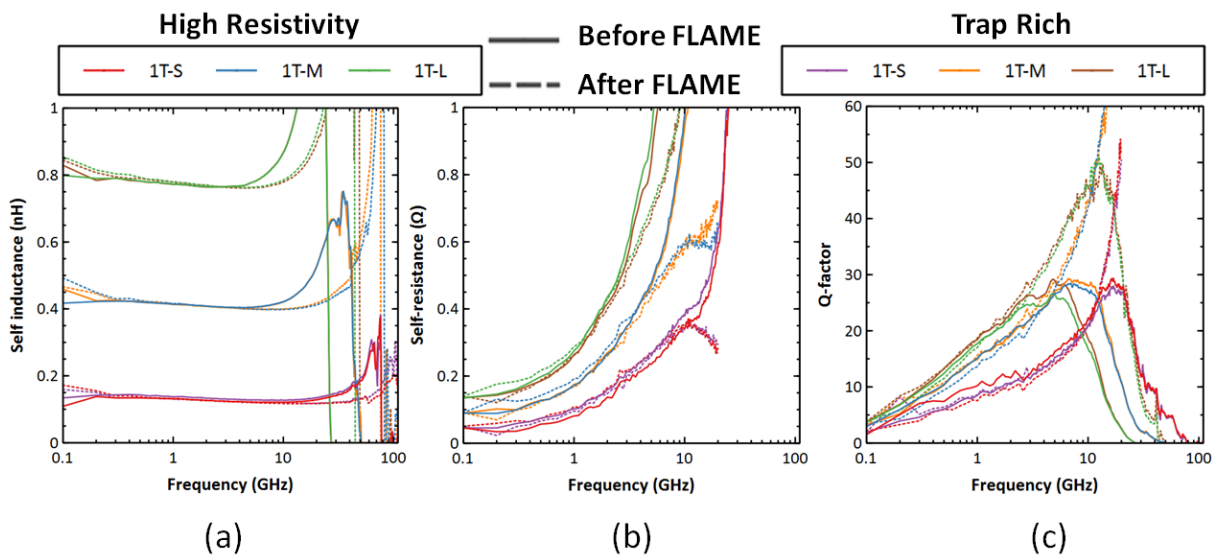 High Resistivity
Before FLAME
After FLAME
Trap Rich
1T-S 1T-M 1T-L
1T-S 1T-M 1T-L
Self inductance (nH)
1
0.8
0.6
0.4
0.2
0
0.1 1 10 100
Frequency (GHz)
(a)
Self-resistance (Ω)
1
0.8
0.6
0.4
0.2
0
0.1 1 10 100
Frequency (GHz)
(b)
Q-factor
60
50
40
30
20
10
0
0.1 1 10 100
Frequency (GHz)
(c)